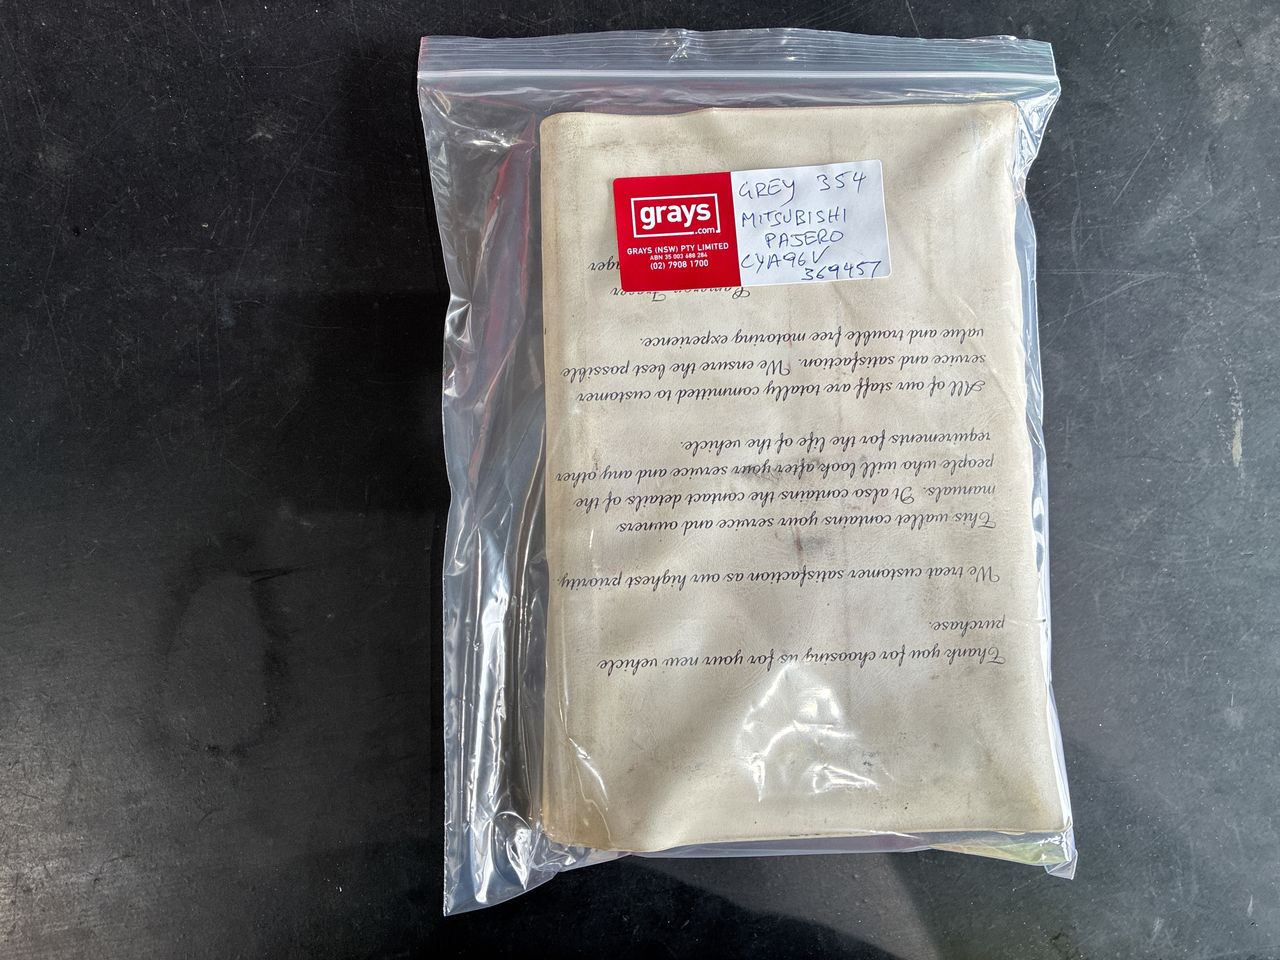 grays
.com
GRAYS (NSW) PTY LIMITED
ABN 35 003 688 284
(02) 7908 1700
GREY 354
MITSUBISHI
PAJERO
CYA96V
369457
Thank you for choosing us for your new vehicle
purchase.
We treat customer satisfaction as our highest priority.
This wallet contains your service and owners
manuals. It also contains the contact details of the
people who will look after your service and any other
requirements for the life of the vehicle.
All of our staff are totally committed to customer
service and satisfaction. We ensure the best possible
value and trouble free motoring experience.